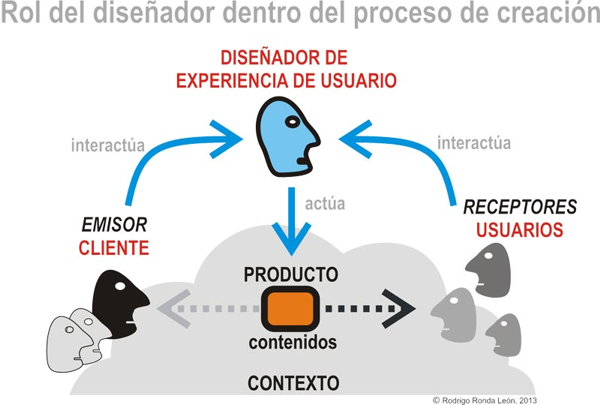 Rol del diseñador dentro del proceso de creación
DISEÑADOR DE
EXPERIENCIA DE USUARIO
interactúa
interactúa
actúa
EMISOR
CLIENTE
RECEPTORES
USUARIOS
PRODUCTO
contenidos
CONTEXTO
© Rodrigo Ronda León. 2013